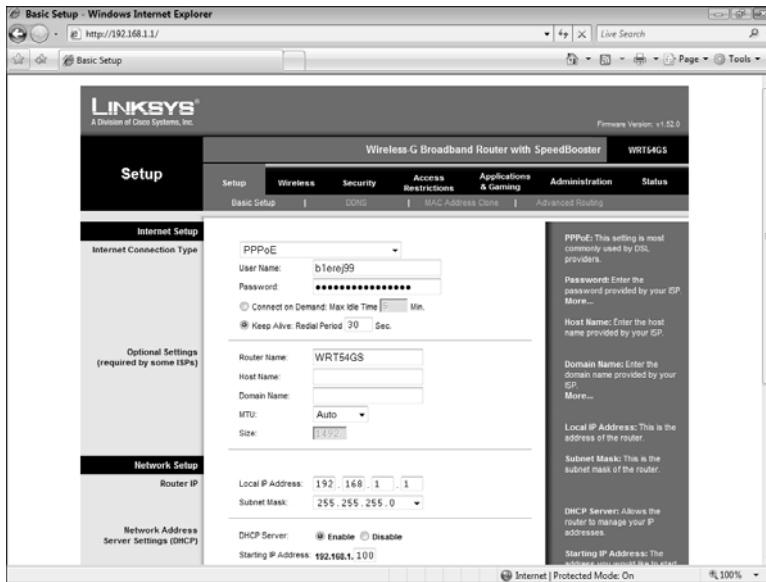 Basic Setup - Windows Internet Explorer
http://192.168.1.1/
Live Search
Basic Setup
Page
Tools
LINKSYS®
A Division of Cisco Systems, Inc.
Firmware Version: v1.52.0
Wireless-G Broadband Router with SpeedBooster
WRT54GS
Setup
Setup
Wireless
Security
Access Restrictions
Applications & Gaming
Administration
Status
Basic Setup | DDNS | MAC Address Clone | Advanced Routing
Internet Setup
Internet Connection Type
PPPoE
User Name: b1erej99
Password: ••••••••••••••••
Connect on Demand: Max Idle Time 5 Min.
Keep Alive: Redial Period 30 Sec.
Optional Settings
(required by some ISPs)
Router Name: WRT54GS
Host Name:
Domain Name:
MTU: Auto
Size: 1492
Network Setup
Router IP
Local IP Address: 192 . 168 . 1 . 1
Subnet Mask: 255.255.255.0
Network Address
Server Settings (DHCP)
DHCP Server: Enable Disable
Starting IP Address: 192.168.1. 100
PPPoE: This setting is most
commonly used by DSL
providers.
Password: Enter the
password provided by your ISP.
More...
Host Name: Enter the host
name provided by your ISP.
Domain Name: Enter the
domain name provided by your
ISP.
More...
Local IP Address: This is the
address of the router.
Subnet Mask: This is the
subnet mask of the router.
DHCP Server: Allows the
router to manage your IP
addresses.
Starting IP Address: The
address you would like to start
Internet | Protected Mode: On
100%